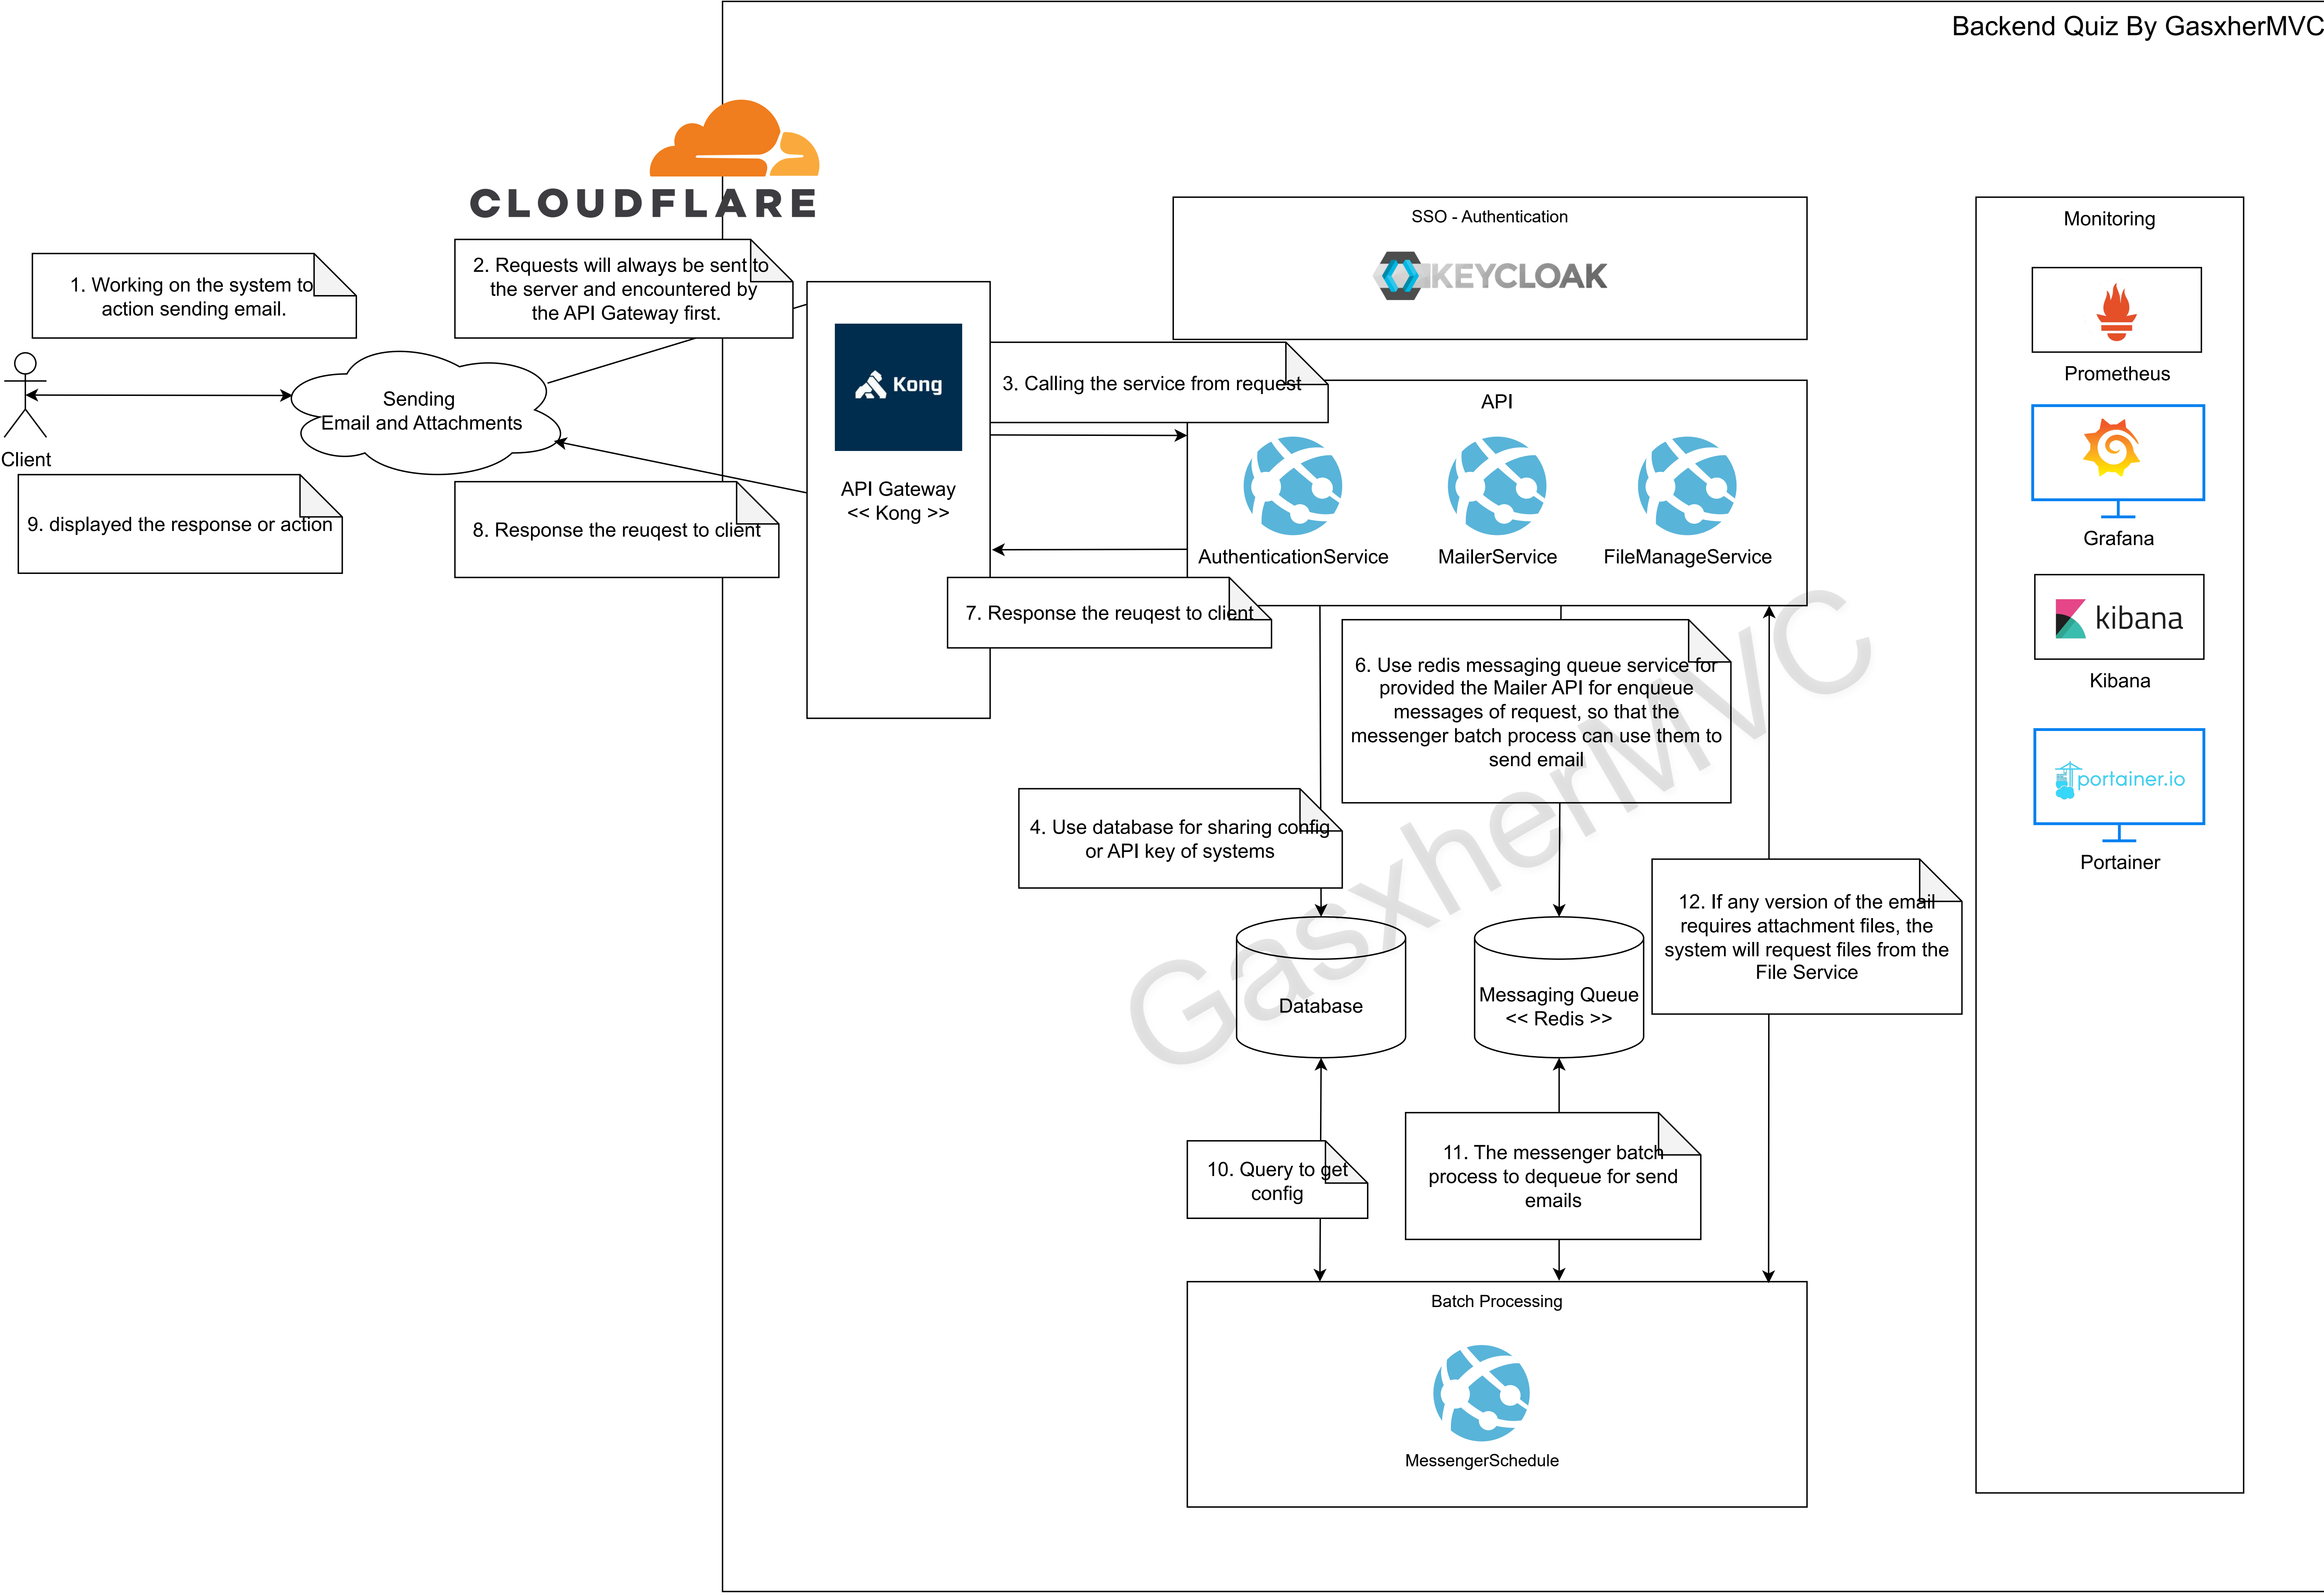 Backend Quiz By GasxherMVC
CLOUDFLARE
1. Working on the system to
action sending email.
2. Requests will always be sent to
the server and encountered by
the API Gateway first.
Client
Sending
Email and Attachments
9. displayed the response or action
8. Response the reuqest to client
Kong
API Gateway
<< Kong >>
SSO - Authentication
KEYCLOAK
3. Calling the service from request
API
AuthenticationService
MailerService
FileManageService
7. Response the reuqest to client
6. Use redis messaging queue service for
provided the Mailer API for enqueue
messages of request, so that the
messenger batch process can use them to
send email
4. Use database for sharing config
or API key of systems
12. If any version of the email
requires attachment files, the
system will request files from the
File Service
Database
Messaging Queue
<< Redis >>
10. Query to get
config
11. The messenger batch
process to dequeue for send
emails
Batch Processing
MessengerSchedule
Monitoring
Prometheus
Grafana
kibana
Kibana
portainer.io
Portainer
GasxherMVC